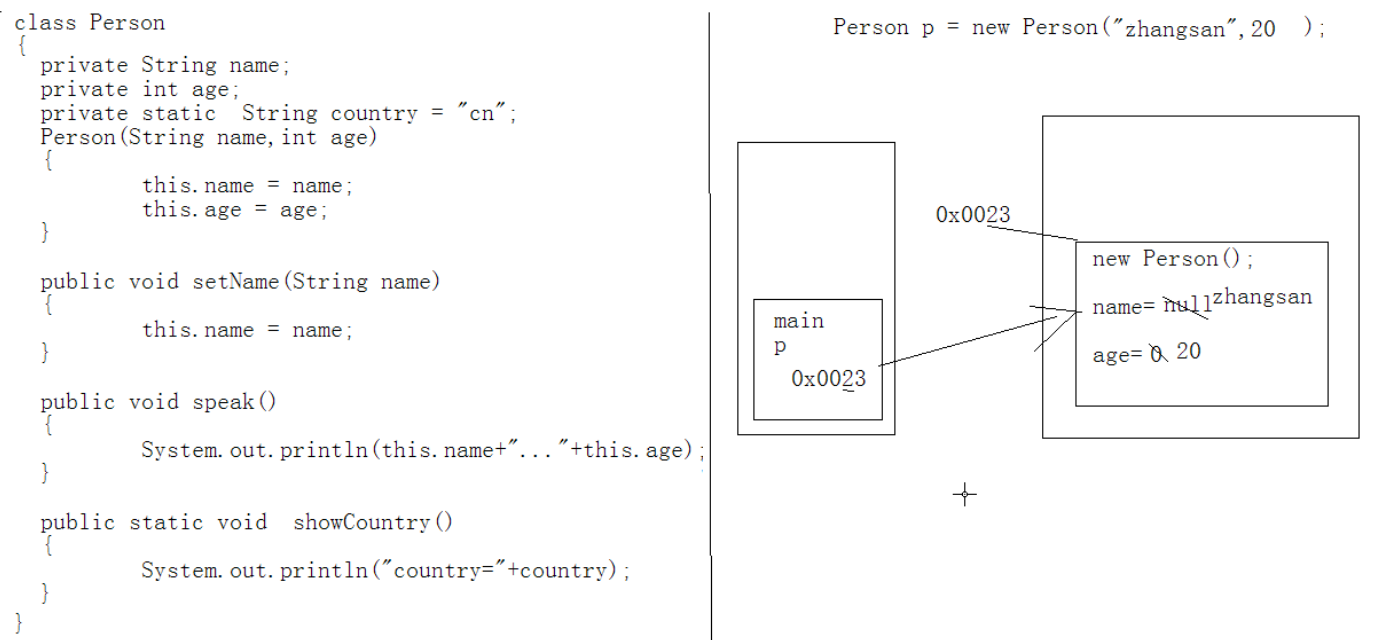 class Person
{
private String name;
private int age;
private static  String country = "cn";
Person(String name,int age)
{
this.name = name;
this.age = age;
}
public void setName(String name)
{
this.name = name;
}
public void speak()
{
System.out.println(this.name+"..."+this.age);
}
public static void  showCountry()
{
System.out.println("country="+country);
}
}
Person p = new Person("zhangsan",20  );
main
p
0x0023
0x0023
new Person();
name= null zhangsan
age= 0 20